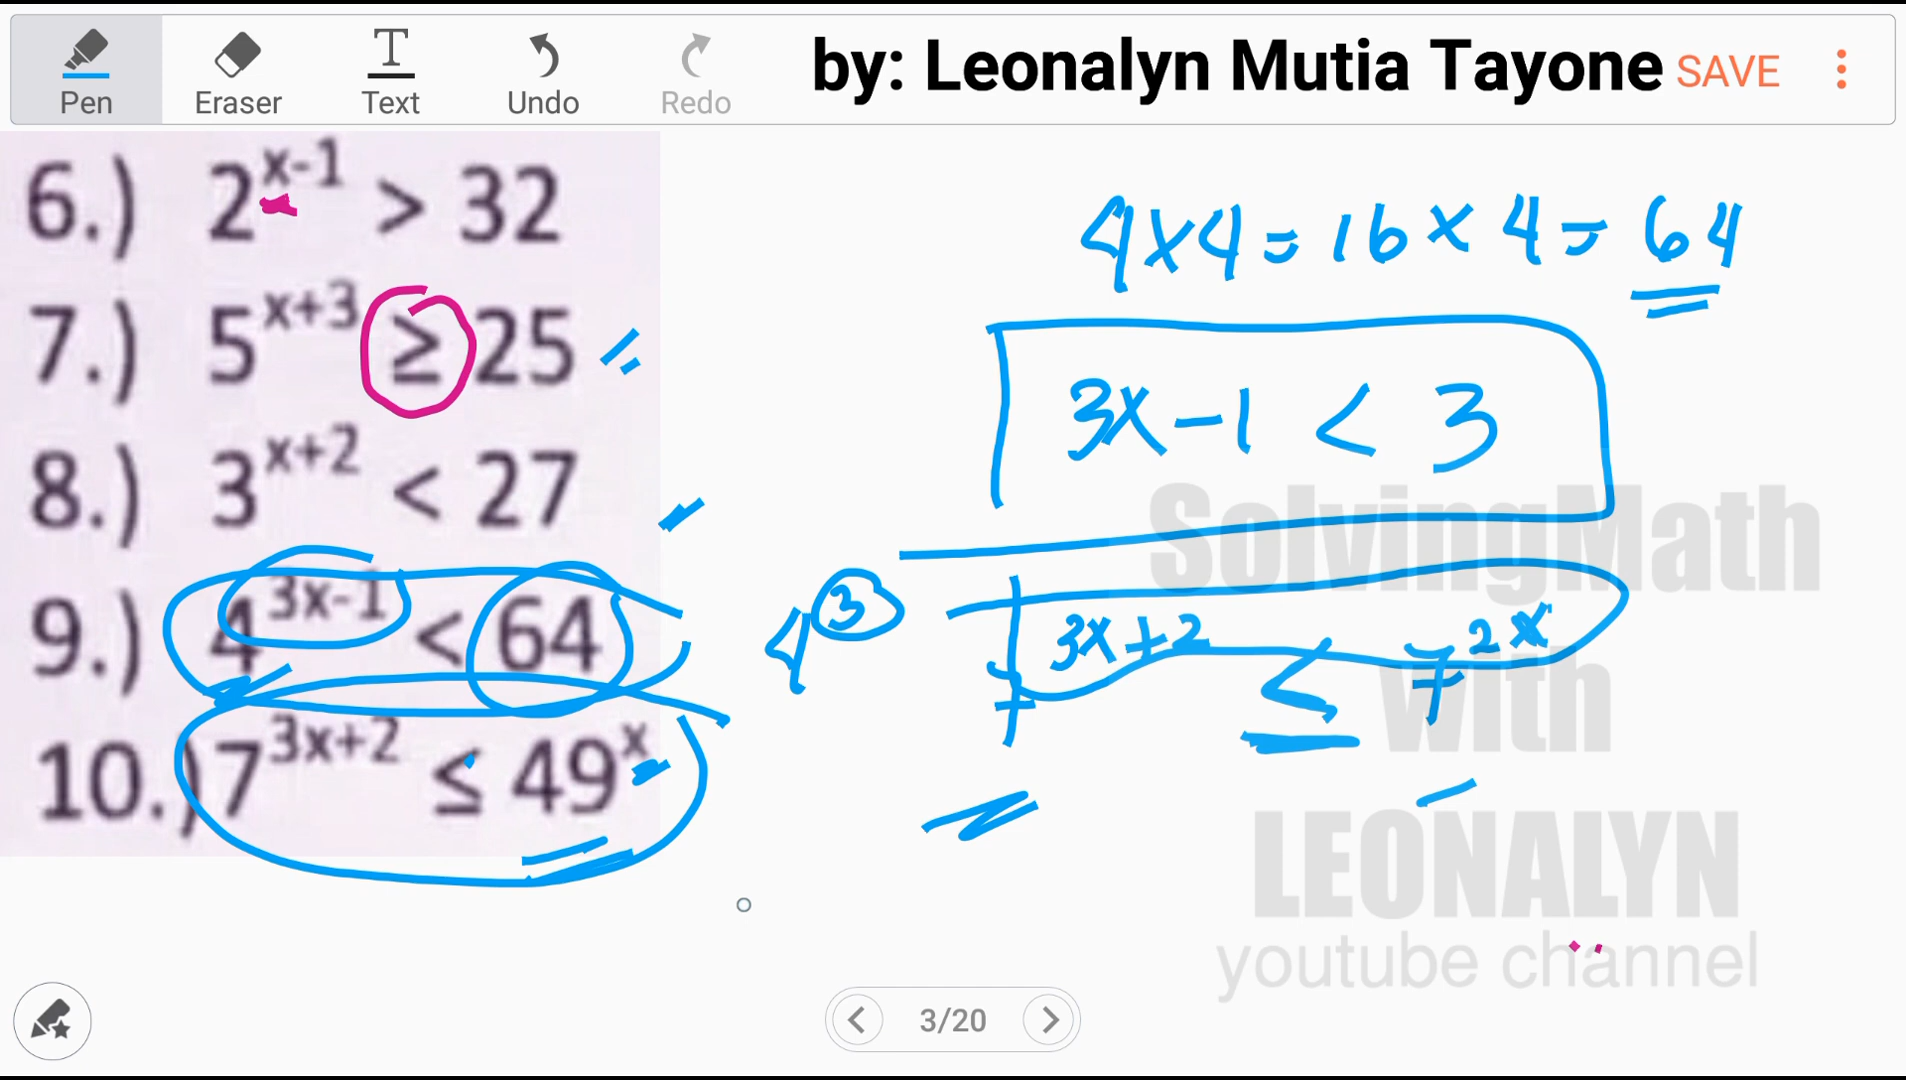 Pen Eraser Text Undo Redo by: Leonalyn Mutia Tayone SAVE
6.) 2^{x-1} > 32
7.) 5^{x+3} ≥ 25
8.) 3^{x+2} < 27
9.) 4^{3x-1} < 64
10.) 7^{3x+2} ≤ 49^x
4x4=16x4=64
3x-1 < 3
4^3
7^{3x+2} ≤ 7^{2x}
SolvingMath
with
LEONALYN
youtube channel
3/20